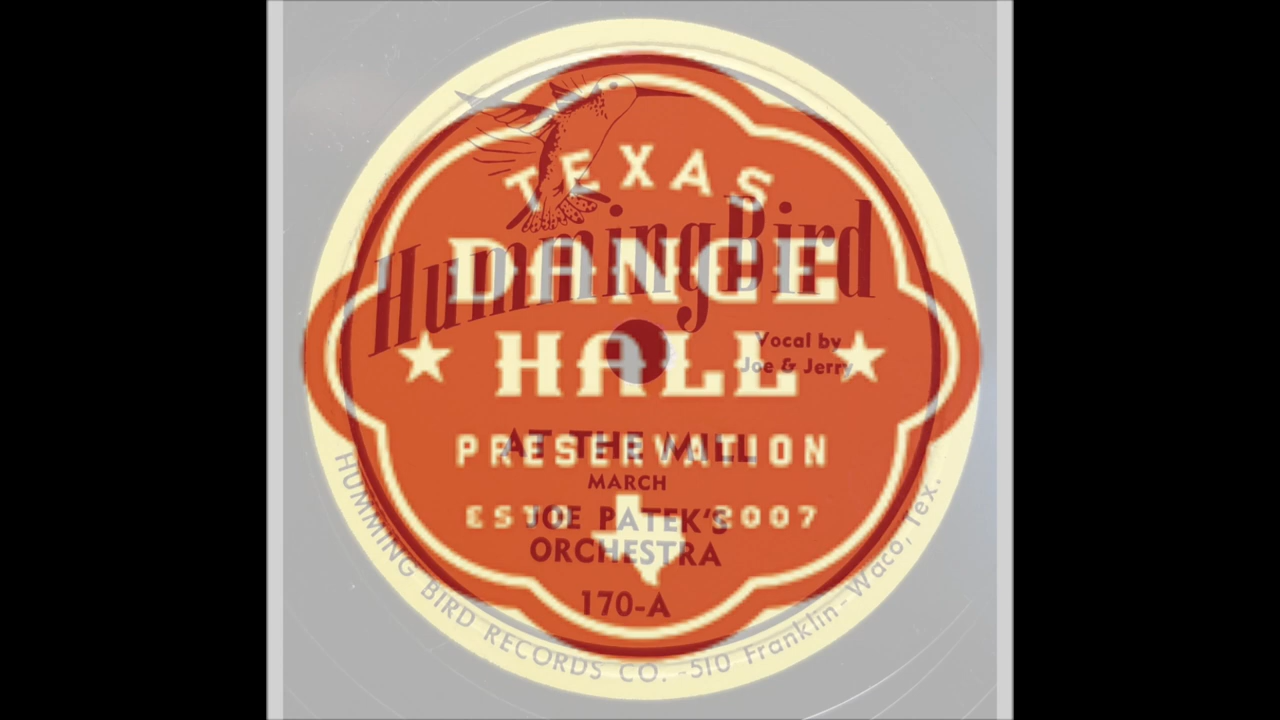 TEXAS
DANCE
HALL
PRESERVATION
ESTD 2007
HummingBird
Vocal by
Joe & Jerry
AT THE MILL
MARCH
JOE PATEK'S
ORCHESTRA
170-A
HUMMING BIRD RECORDS CO. - 510 Franklin - Waco, Tex.